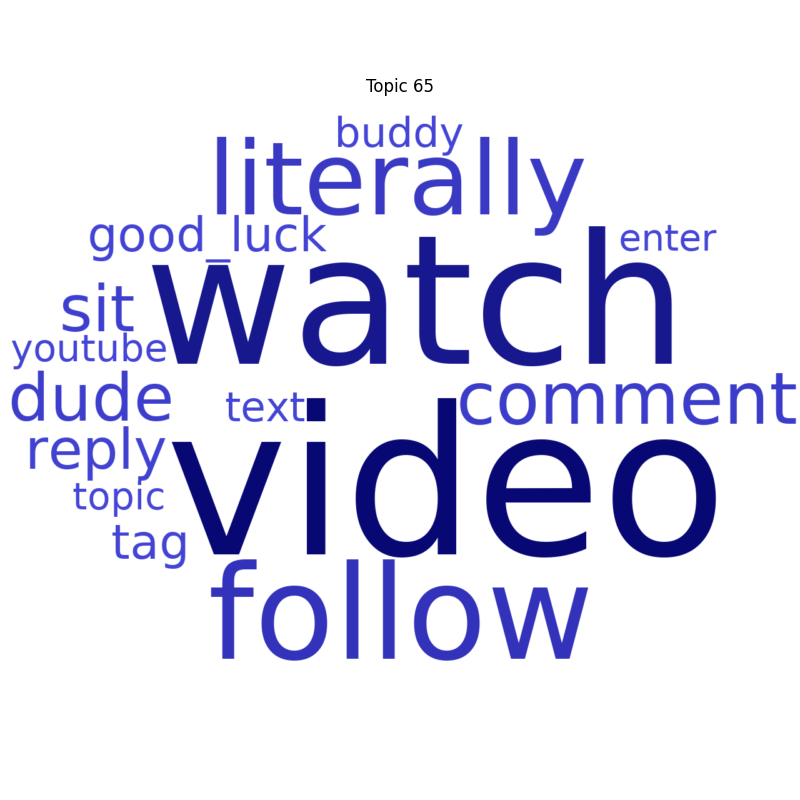 Topic 65
buddy
literally
good_luck
enter
watch
sit
youtube
dude
text
comment
video
reply
topic
tag
follow